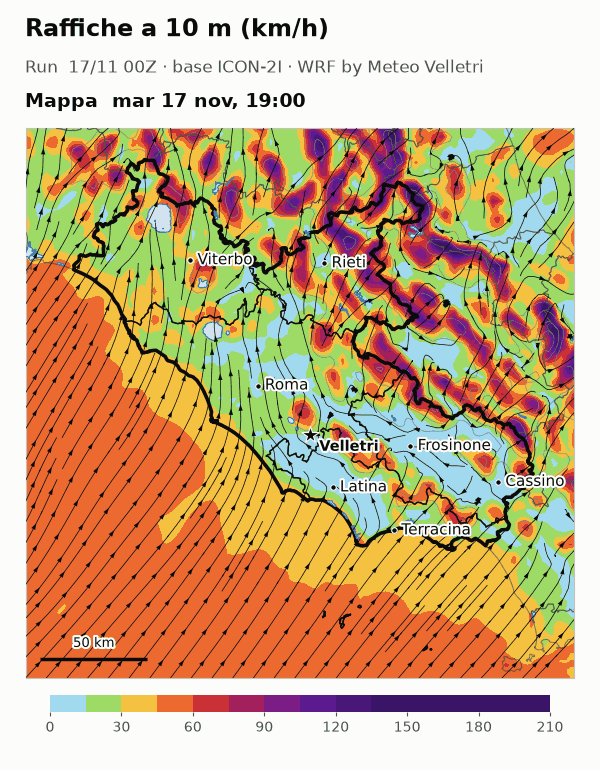 Raffiche a 10 m (km/h)
Run  17/11 00Z · base ICON-2I · WRF by Meteo Velletri
Mappa  mar 17 nov, 19:00
Viterbo
Rieti
Roma
Velletri
Frosinone
Latina
Cassino
Terracina
50 km
0 30 60 90 120 150 180 210